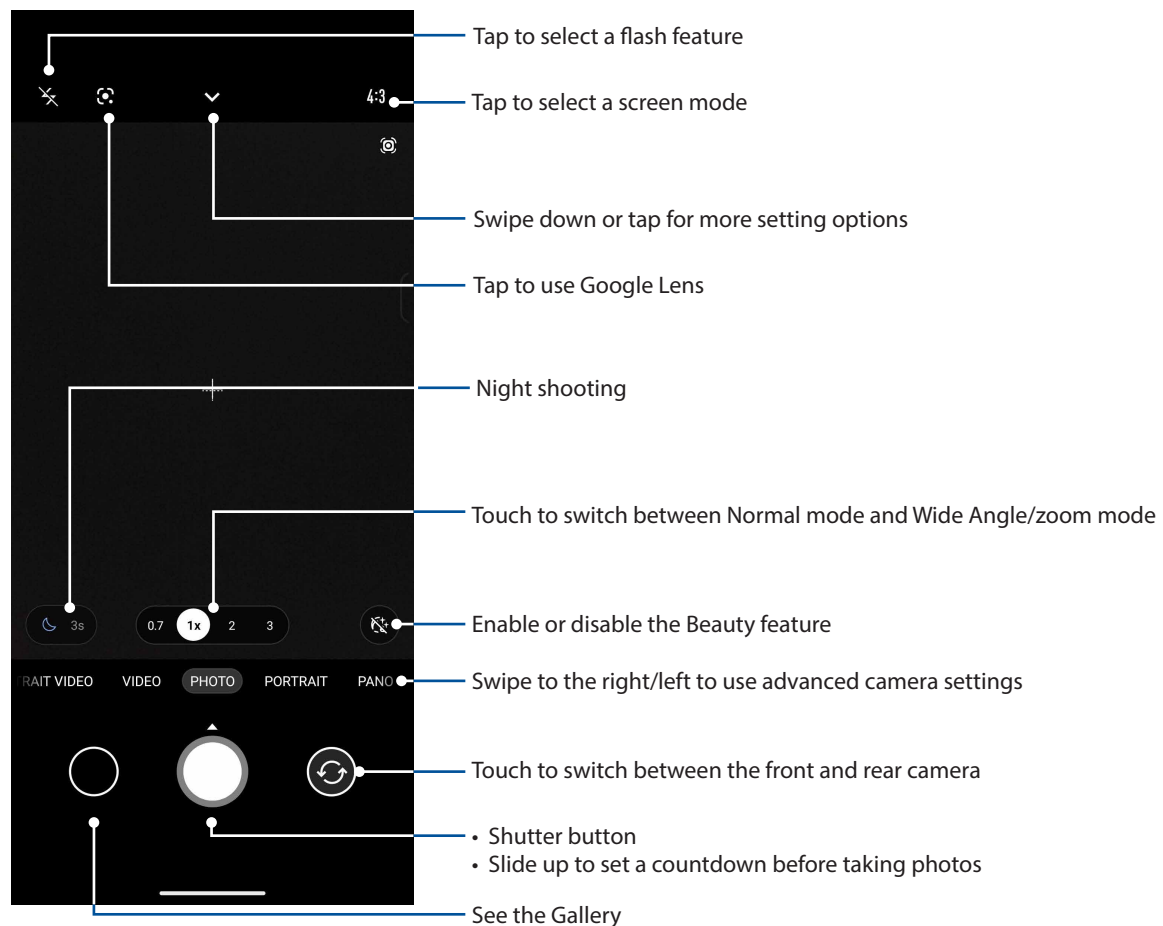 Tap to select a flash feature
4:3
Tap to select a screen mode
Swipe down or tap for more setting options
Tap to use Google Lens
Night shooting
Touch to switch between Normal mode and Wide Angle/zoom mode
3s
0.7 1x 2 3
Enable or disable the Beauty feature
RAIT VIDEO VIDEO PHOTO PORTRAIT PANO
Swipe to the right/left to use advanced camera settings
Touch to switch between the front and rear camera
• Shutter button
• Slide up to set a countdown before taking photos
See the Gallery